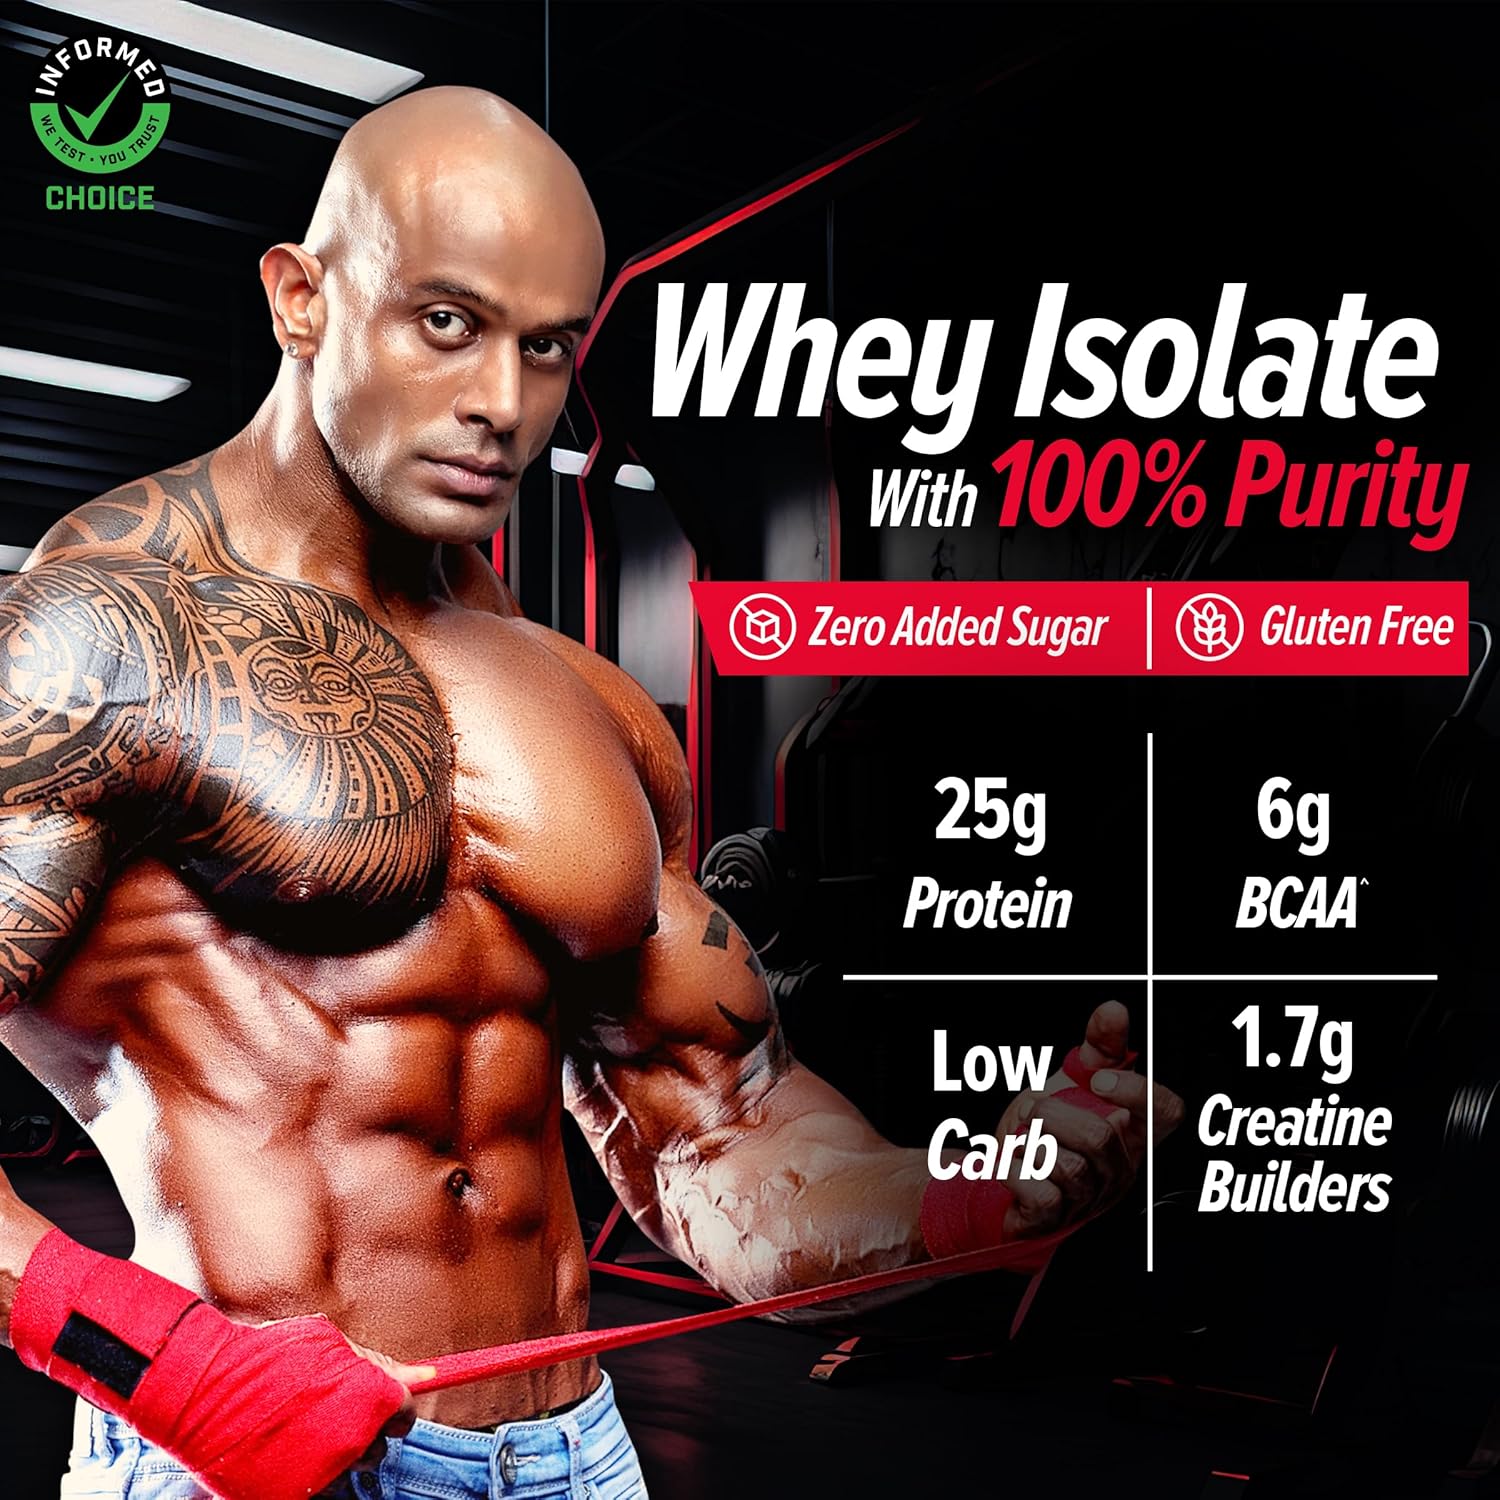 INFORMED
WE TEST • YOU TRUST
CHOICE
Whey Isolate
With 100% Purity
Zero Added Sugar
Gluten Free
25g
Protein
6g
BCAA^
Low
Carb
1.7g
Creatine
Builders